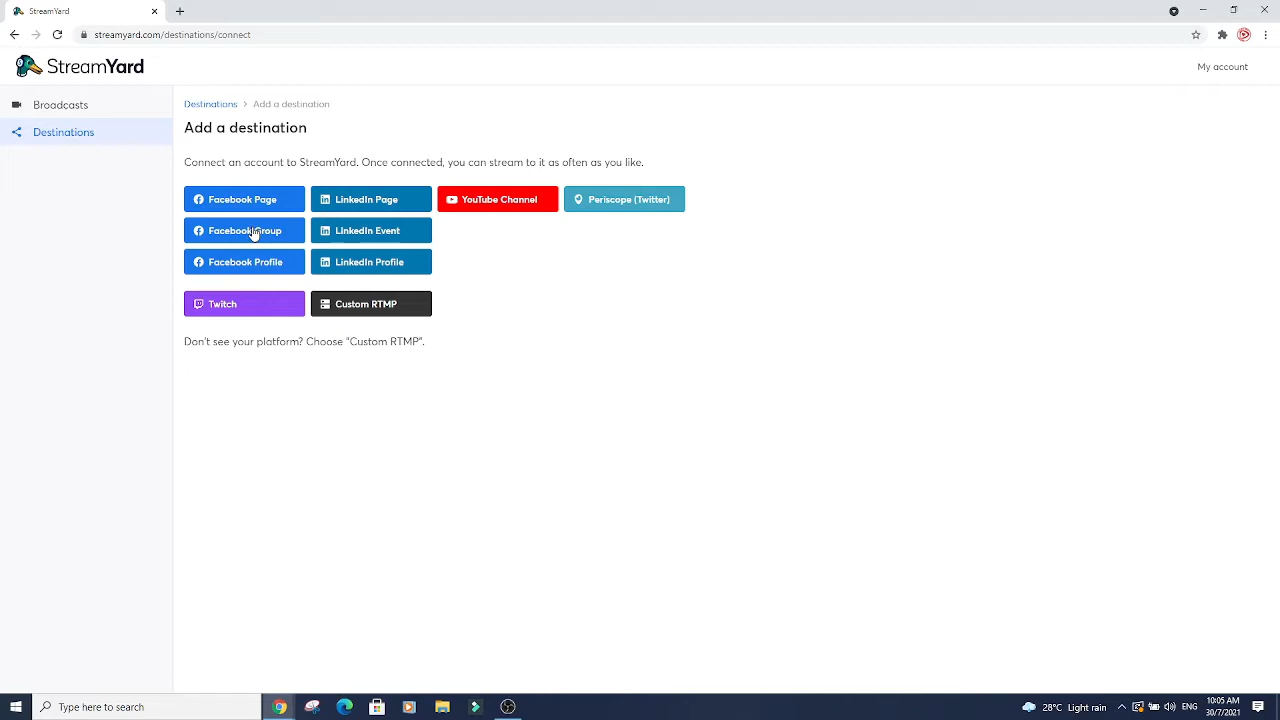 StreamYard
streamyard.com/destinations/connect
StreamYard
My account
Broadcasts
Destinations
Destinations > Add a destination
Add a destination
Connect an account to StreamYard. Once connected, you can stream to it as often as you like.
Facebook Page LinkedIn Page YouTube Channel Periscope (Twitter)
Facebook Group LinkedIn Event
Facebook Profile LinkedIn Profile
Twitch Custom RTMP
Don't see your platform? Choose "Custom RTMP".
Type here to search
28°C Light rain
ENG
10:05 AM
30/7/2021